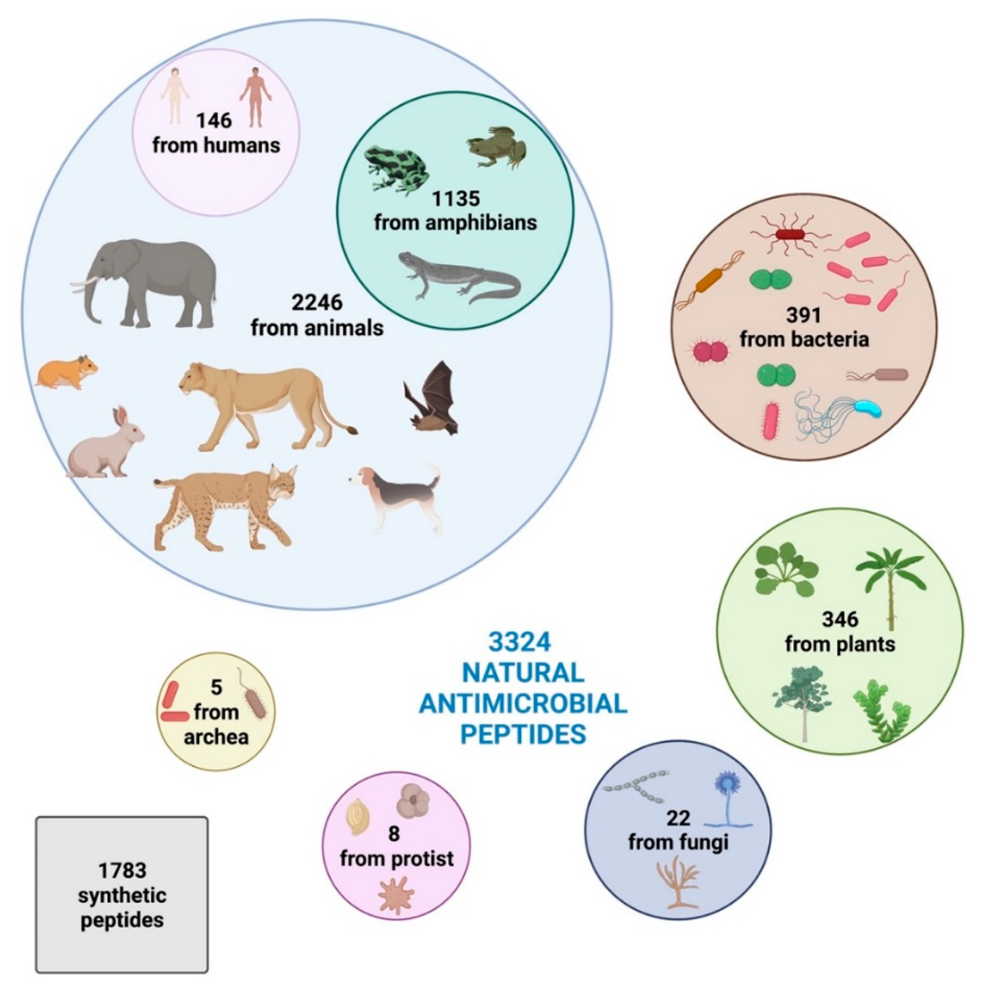 146
from humans
1135
from amphibians
2246
from animals
391
from bacteria
346
from plants
3324
NATURAL
ANTIMICROBIAL
PEPTIDES
5
from
archea
22
from fungi
8
from protist
1783
synthetic
peptides